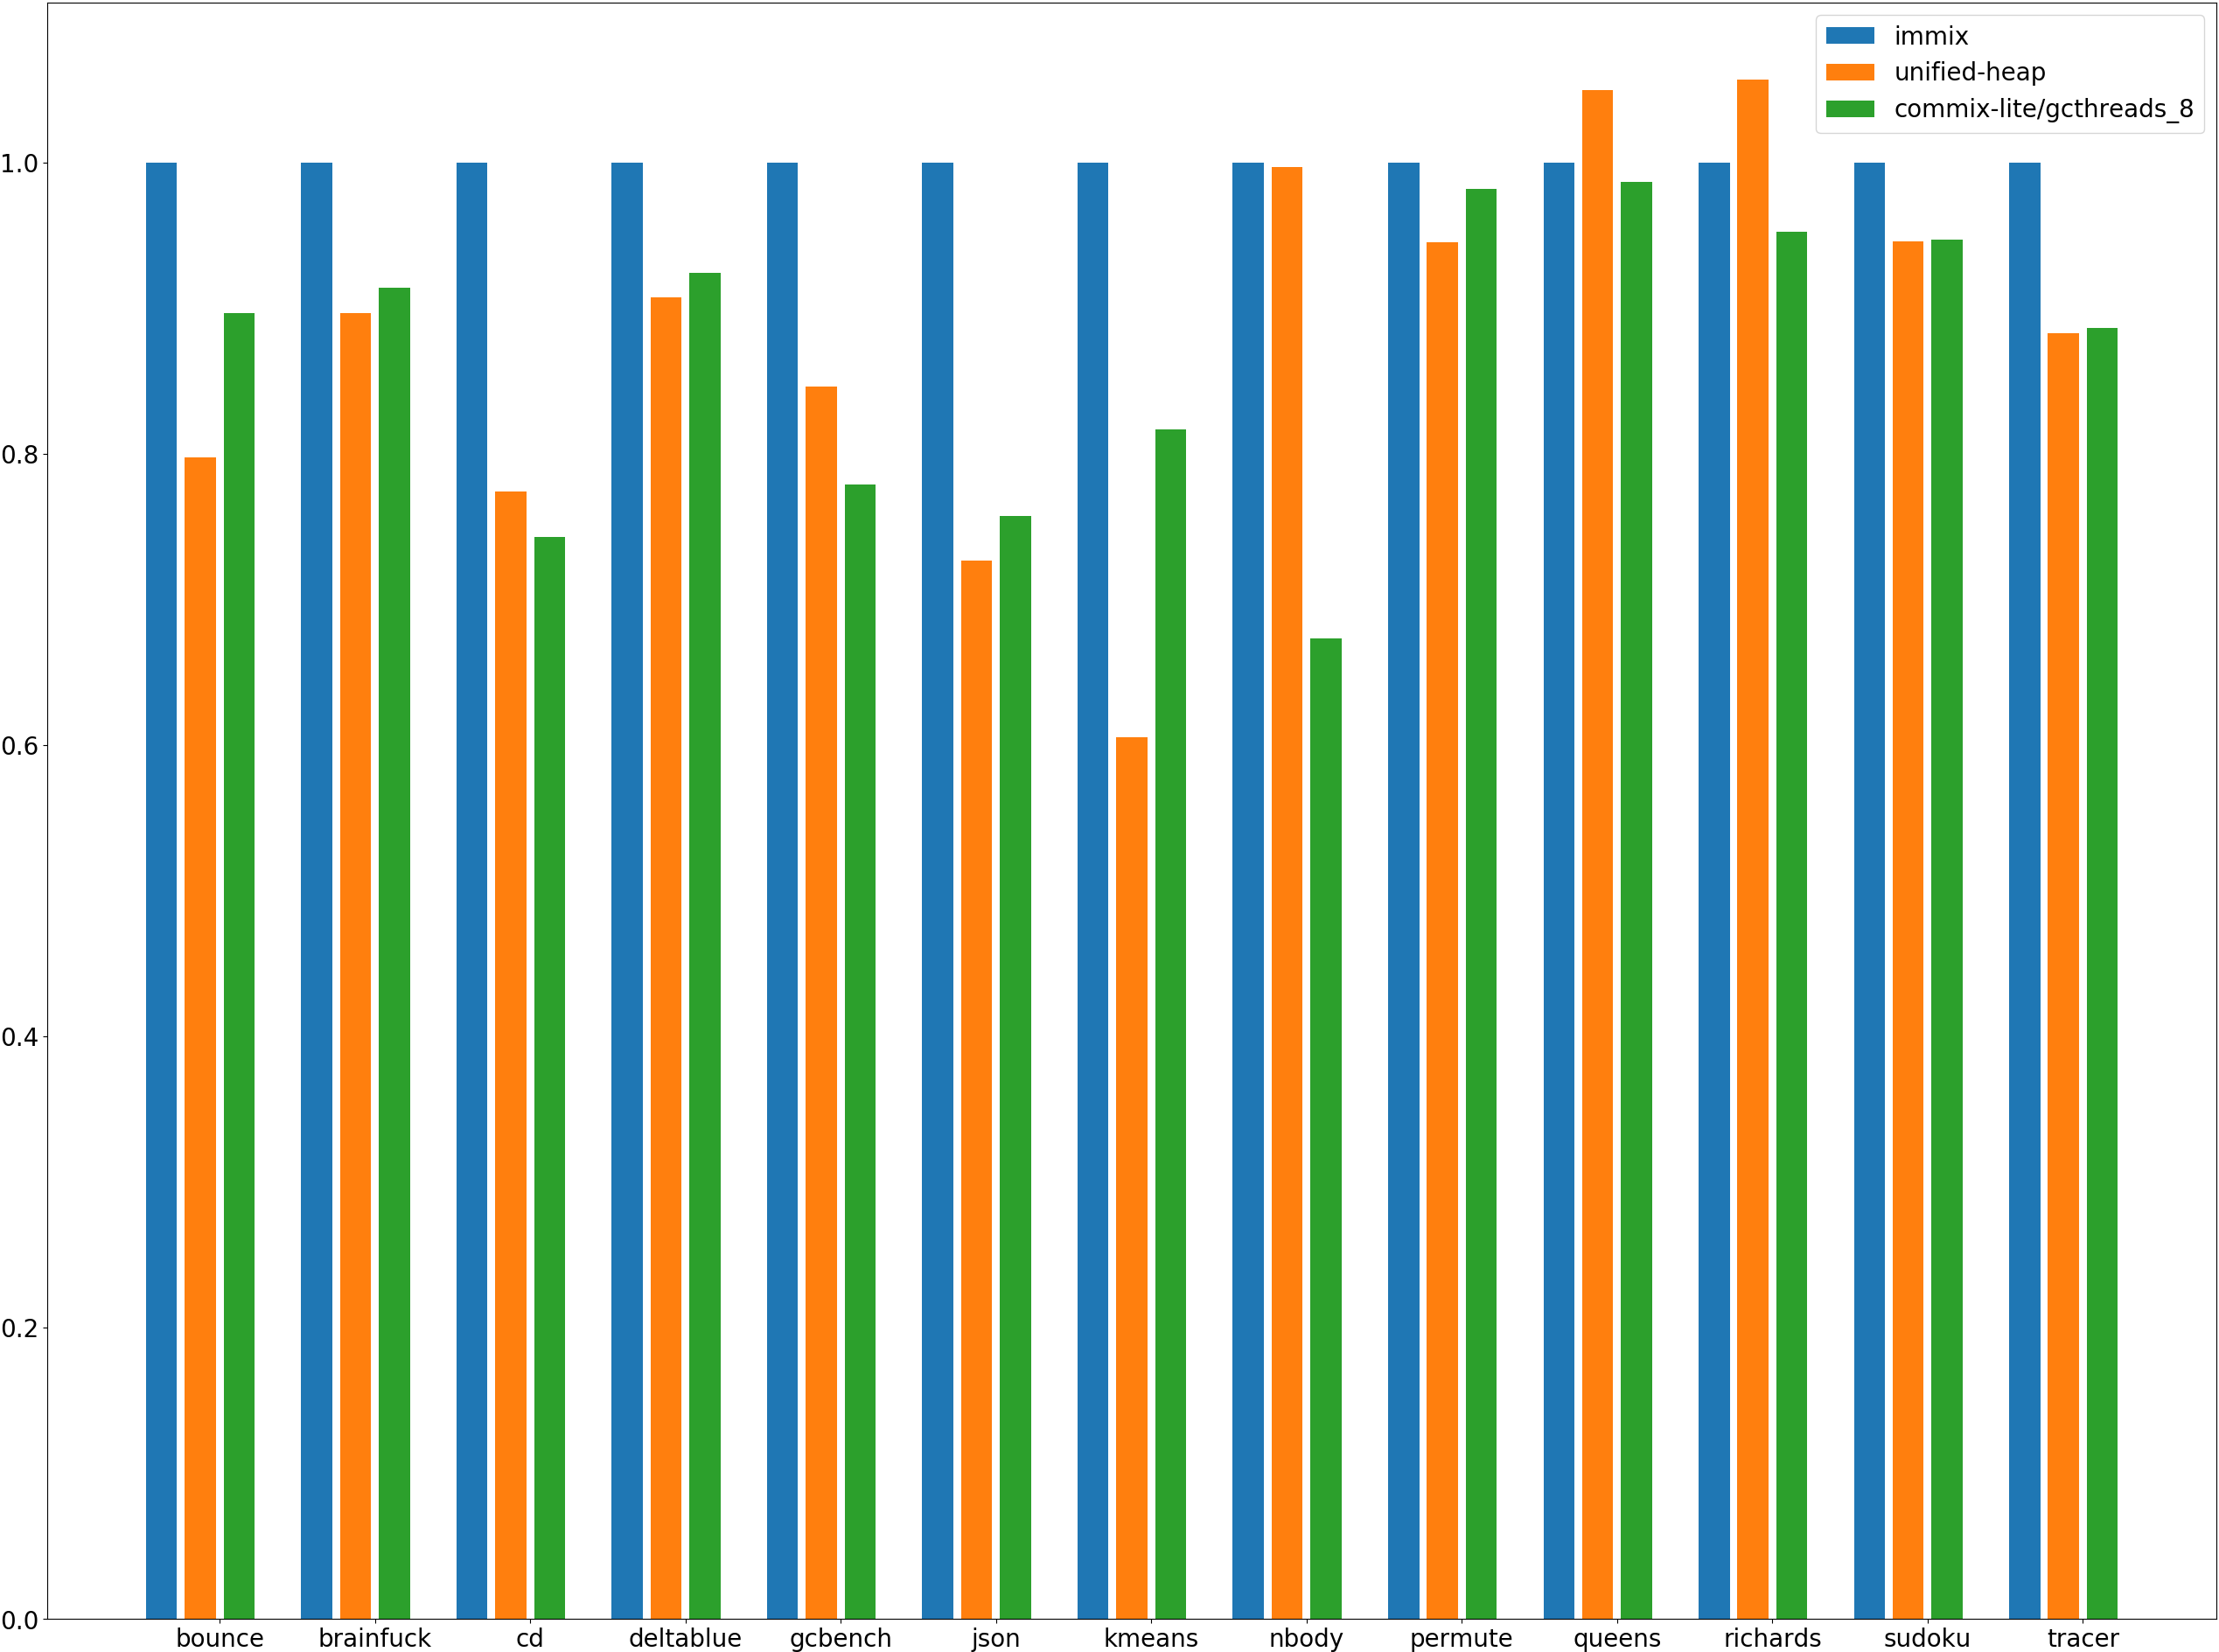 immix
unified-heap
commix-lite/gcthreads_8
1.0
0.8
0.6
0.4
0.2
0.0
bounce brainfuck cd deltablue gcbench json kmeans nbody permute queens richards sudoku tracer